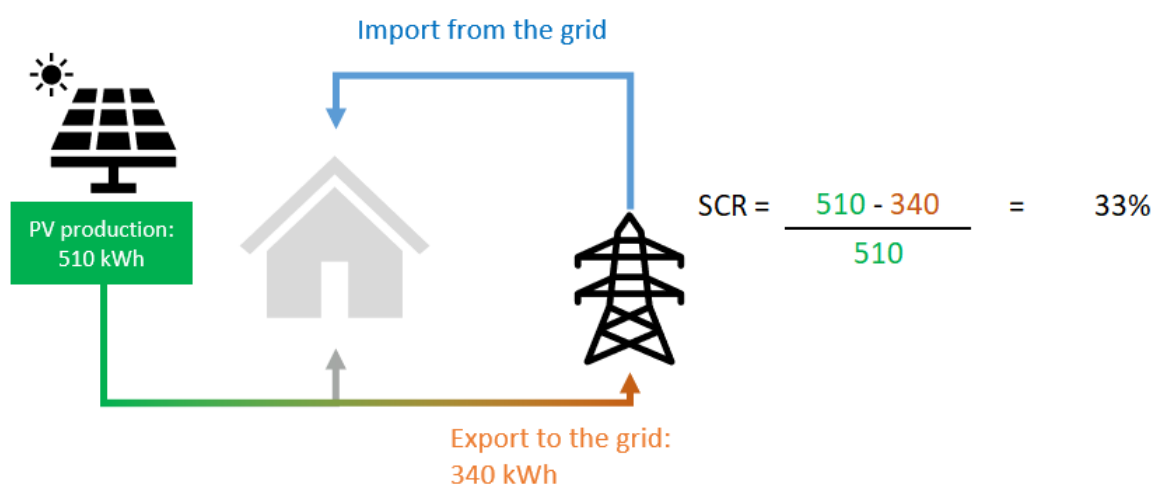 Import from the grid
PV production:
510 kWh
SCR = 510 - 340 = 33%
510
Export to the grid:
340 kWh